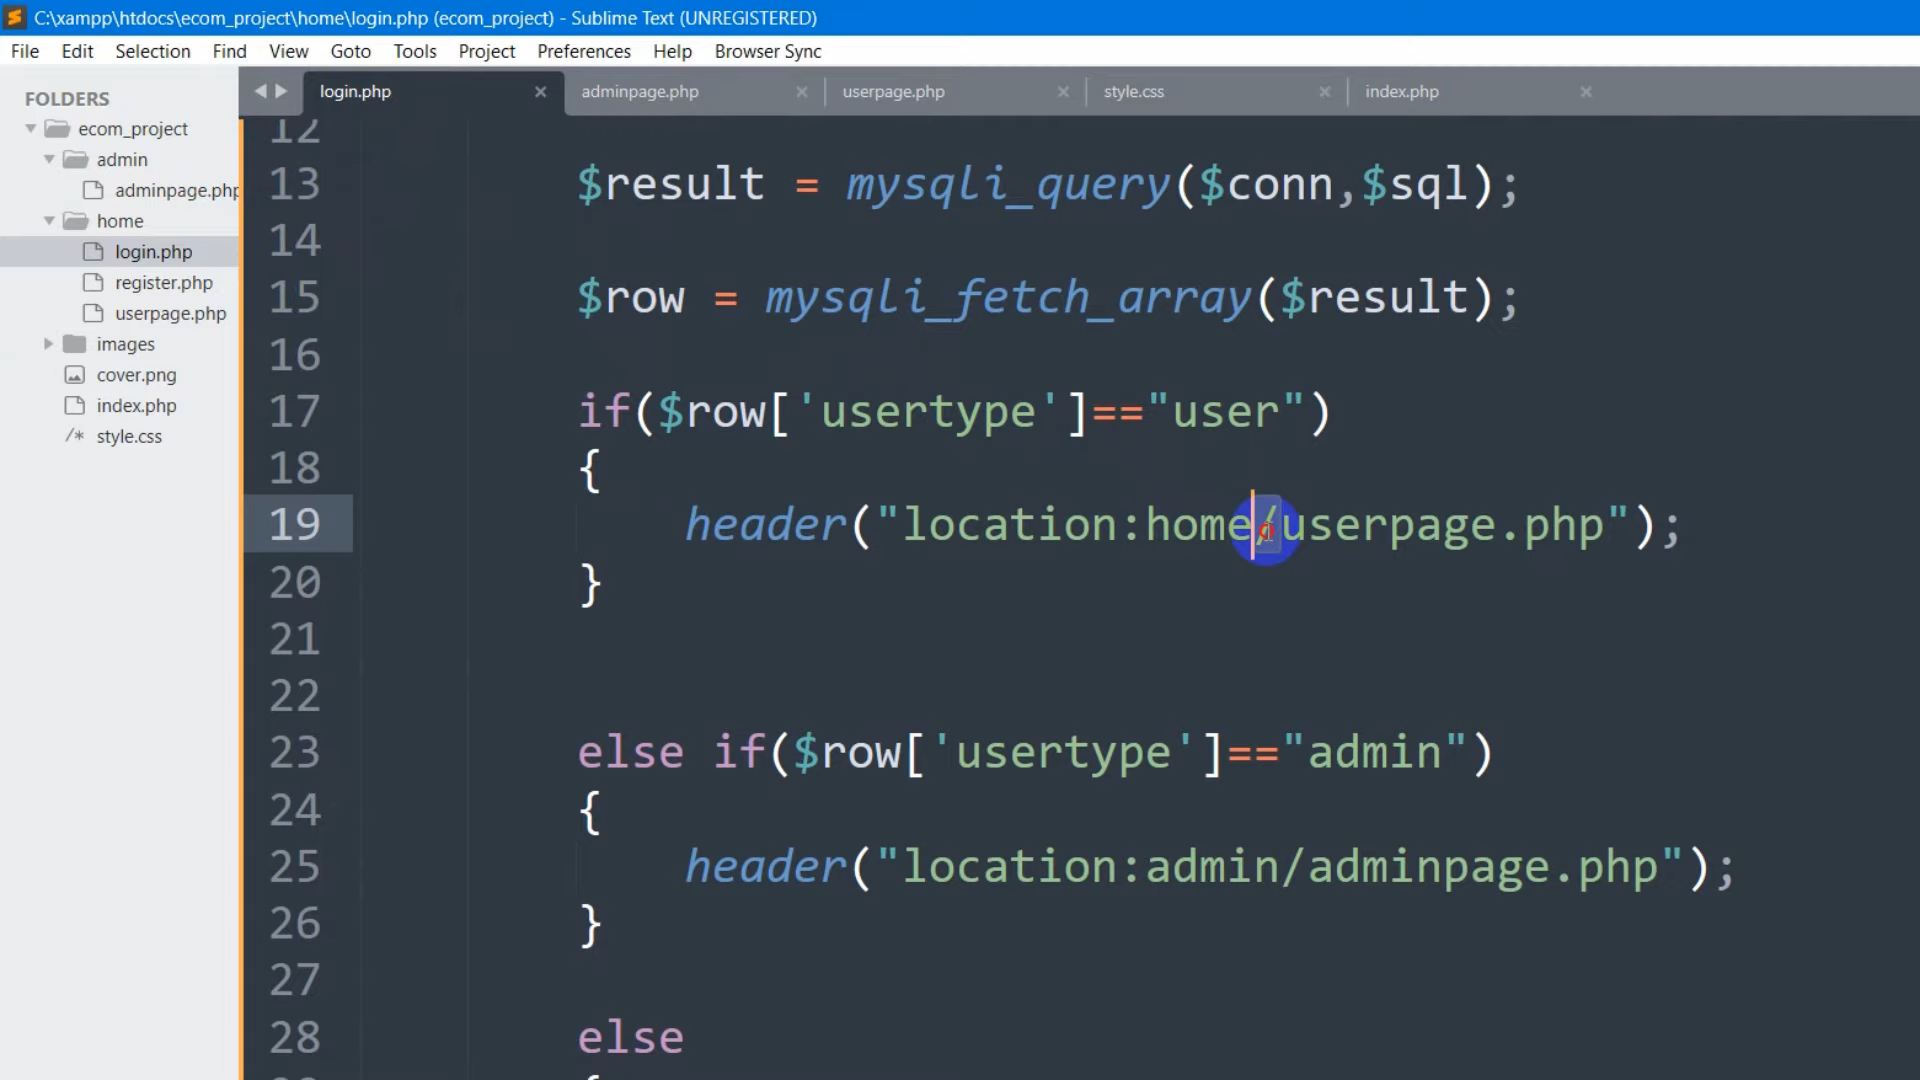 C:\xampp\htdocs\ecom_project\home\login.php (ecom_project) - Sublime Text (UNREGISTERED)
File Edit Selection Find View Goto Tools Project Preferences Help Browser Sync
FOLDERS
ecom_project
admin
adminpage.php
home
login.php
register.php
userpage.php
images
cover.png
index.php
/* style.css
login.php adminpage.php userpage.php style.css index.php
12
13 $result = mysqli_query($conn,$sql);
14
15 $row = mysqli_fetch_array($result);
16
17 if($row['usertype']=="user")
18 {
19 header("location:home/userpage.php");
20 }
21
22
23 else if($row['usertype']=="admin")
24 {
25 header("location:admin/adminpage.php");
26 }
27
28 else
{